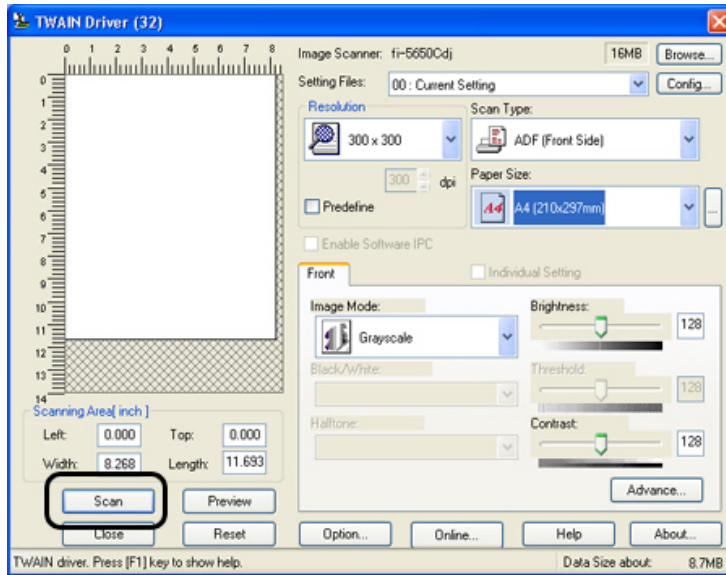 TWAIN Driver (32)
0 1 2 3 4 5 6 7 8
0
1
2
3
4
5
6
7
8
9
10
11
12
13
14
Image Scanner: fi-5650Cdj 16MB Browse...
Setting Files: 00 : Current Setting Config...
Resolution
300 x 300
300 dpi
Predefine
Scan Type:
ADF (Front Side)
Paper Size:
A4
A4 (210x297mm)
...
Enable Software IPC
Front
Individual Setting
Image Mode:
Grayscale
Black/White:
Halftone:
Brightness:
128
Threshold:
128
Contrast:
128
Advance...
Scanning Area[ inch ]
Left: 0.000 Top: 0.000
Width: 8.268 Length: 11.693
Scan Preview
Close Reset Option... Online... Help About...
TWAIN driver. Press [F1] key to show help. Data Size about: 8.7MB